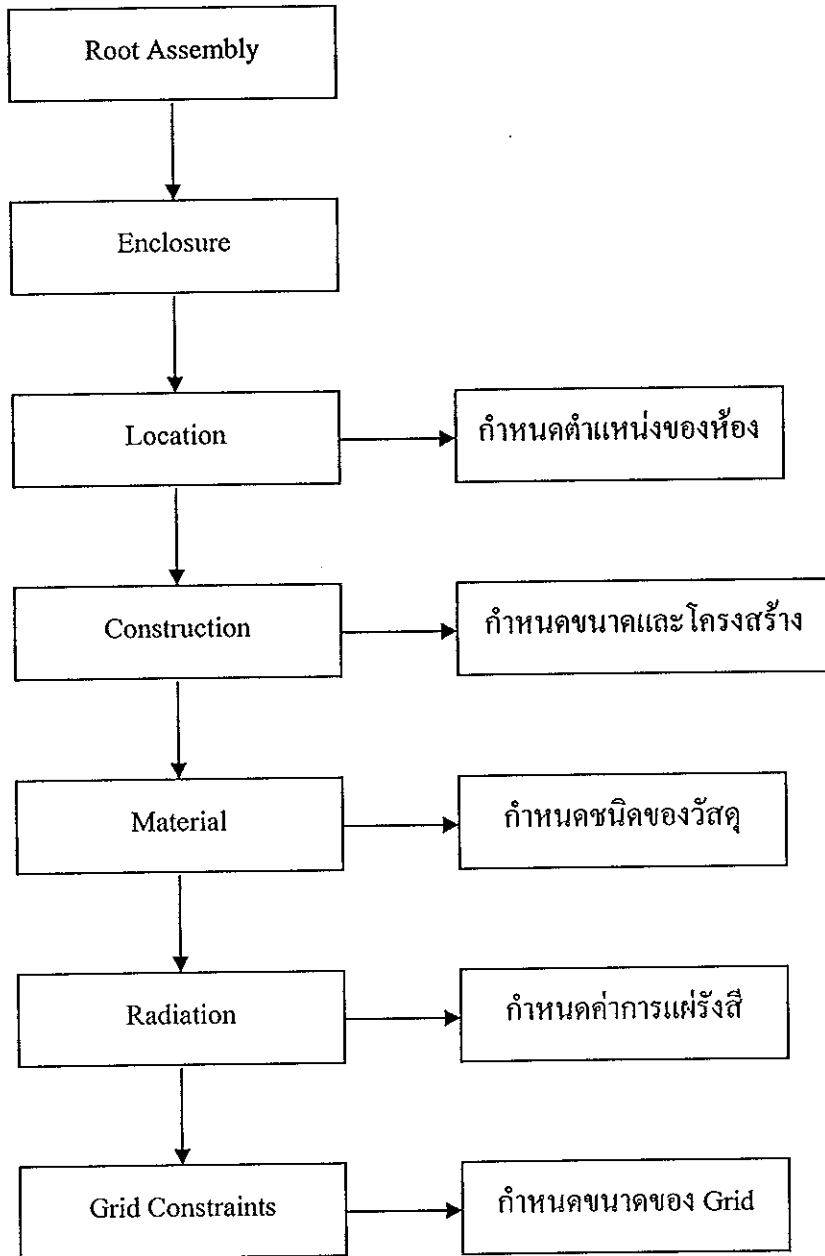 Root Assembly
Enclosure
Location
กำหนดตำแหน่งของห้อง
Construction
กำหนดขนาดและโครงสร้าง
Material
กำหนดชนิดของวัสดุ
Radiation
กำหนดค่าการแผ่รังสี
Grid Constraints
กำหนดขนาดของ Grid